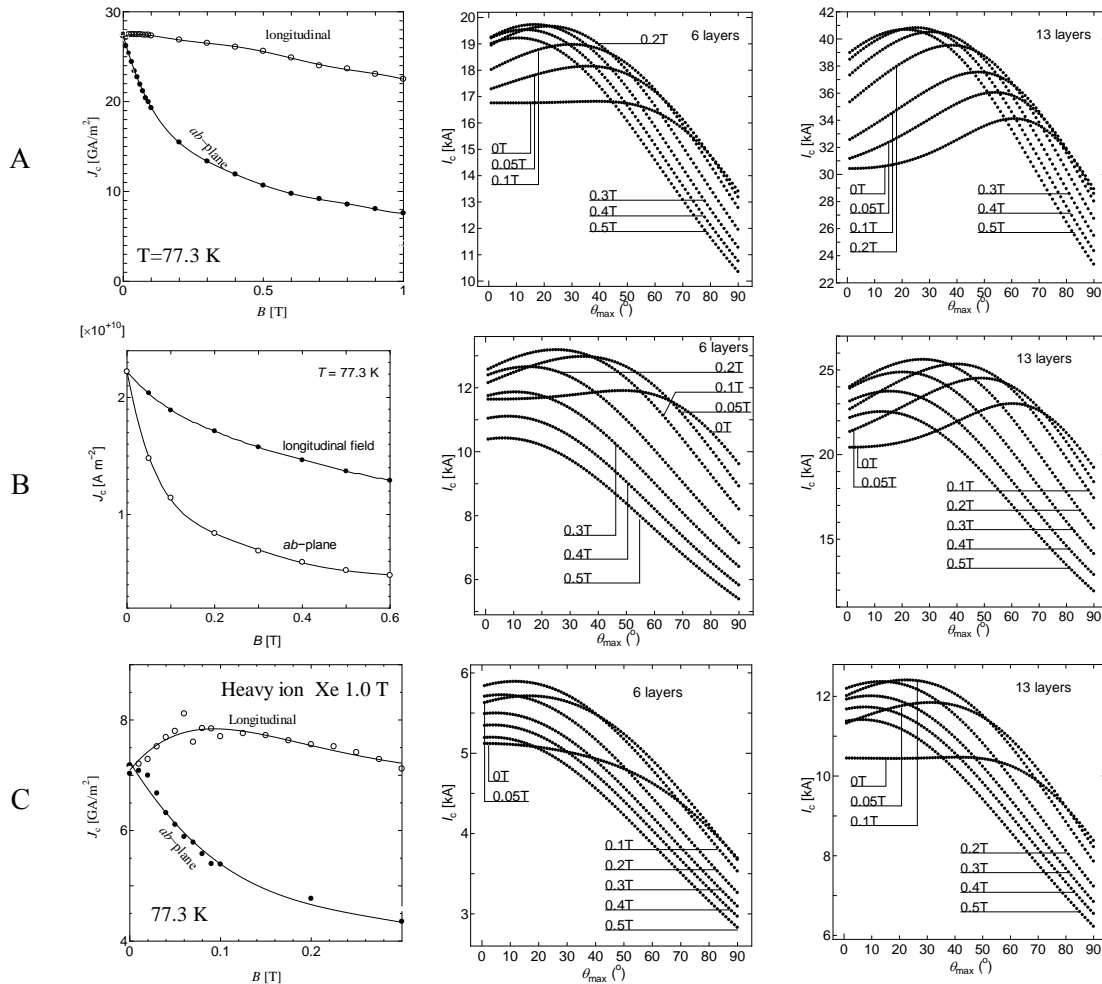 A
30
20
10
0
J_c [GA/m²]
longitudinal
ab-plane
T=77.3 K
0 0.5 1
B [T]
20
19
18
17
16
15
14
13
12
11
10
I_c [kA]
6 layers
0.2T
0T
0.05T
0.1T
0.3T
0.4T
0.5T
0 10 20 30 40 50 60 70 80 90
θ_max (°)
42
40
38
36
34
32
30
28
26
24
22
I_c [kA]
13 layers
0T
0.05T
0.1T
0.2T
0.3T
0.4T
0.5T
0 10 20 30 40 50 60 70 80 90
θ_max (°)
B
[×10⁺¹⁰]
2
1
J_c [A m⁻²]
T = 77.3 K
longitudinal field
ab-plane
0 0.2 0.4 0.6
B [T]
12
10
8
6
I_c [kA]
6 layers
0.2T
0.1T
0.05T
0T
0.3T
0.4T
0.5T
0 10 20 30 40 50 60 70 80 90
θ_max (°)
25
20
15
I_c [kA]
13 layers
0T
0.05T
0.1T
0.2T
0.3T
0.4T
0.5T
0 10 20 30 40 50 60 70 80 90
θ_max (°)
C
8
6
4
J_c [GA/m²]
Heavy ion Xe 1.0 T
Longitudinal
ab-plane
77.3 K
0 0.1 0.2
B [T]
6
5
4
3
I_c [kA]
6 layers
0T
0.05T
0.1T
0.2T
0.3T
0.4T
0.5T
0 10 20 30 40 50 60 70 80 90
θ_max (°)
12
10
8
6
I_c [kA]
13 layers
0T
0.05T
0.1T
0.2T
0.3T
0.4T
0.5T
0 10 20 30 40 50 60 70 80 90
θ_max (°)